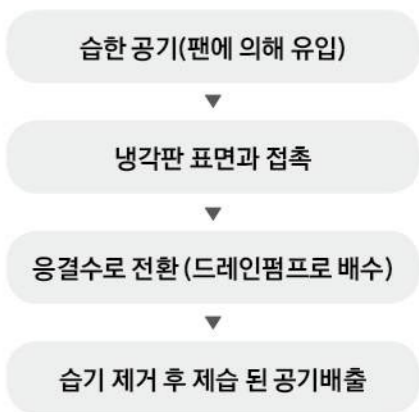 습한 공기(팬에 의해 유입)
냉각판 표면과 접촉
응결수로 전환 (드레인펌프로 배수)
습기 제거 후 제습 된 공기배출